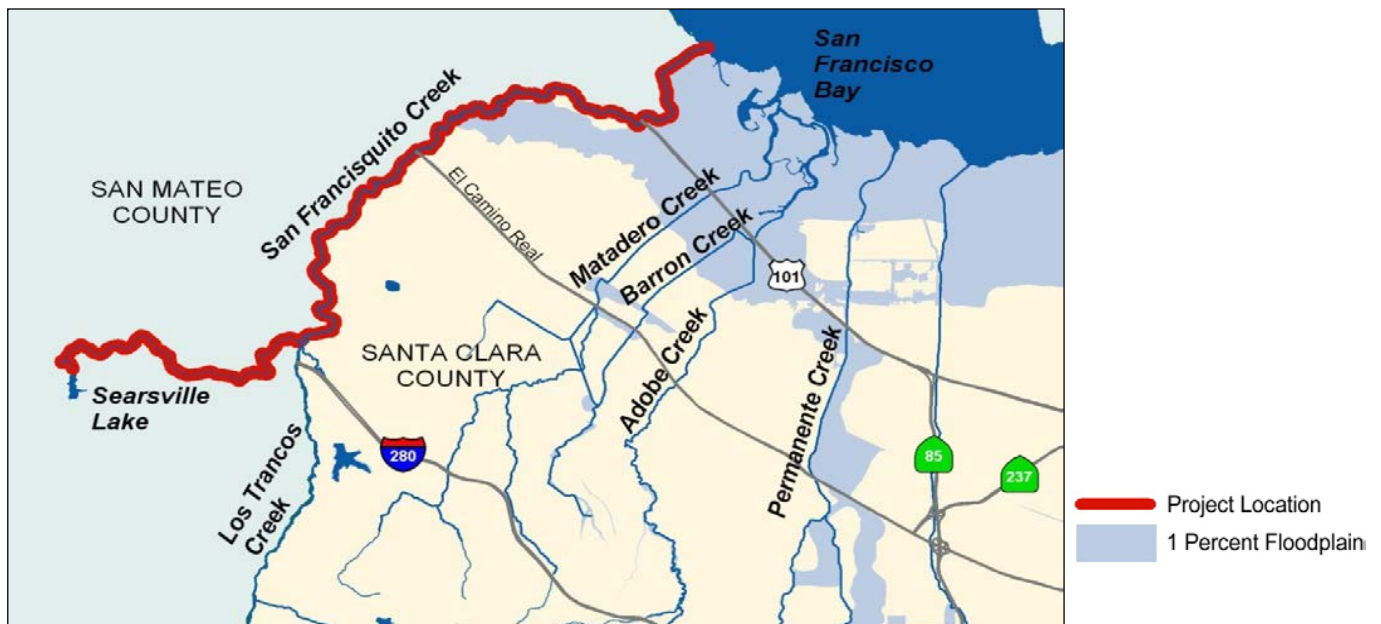 San
Francisco
Bay
San Francisquito Creek
SAN MATEO
COUNTY
El Camino Real
Matadero Creek
Barron Creek
101
SANTA CLARA
COUNTY
Adobe Creek
Permanente Creek
Searsville
Lake
Los Trancos
Creek
280
85
237
Project Location
1 Percent Floodplain